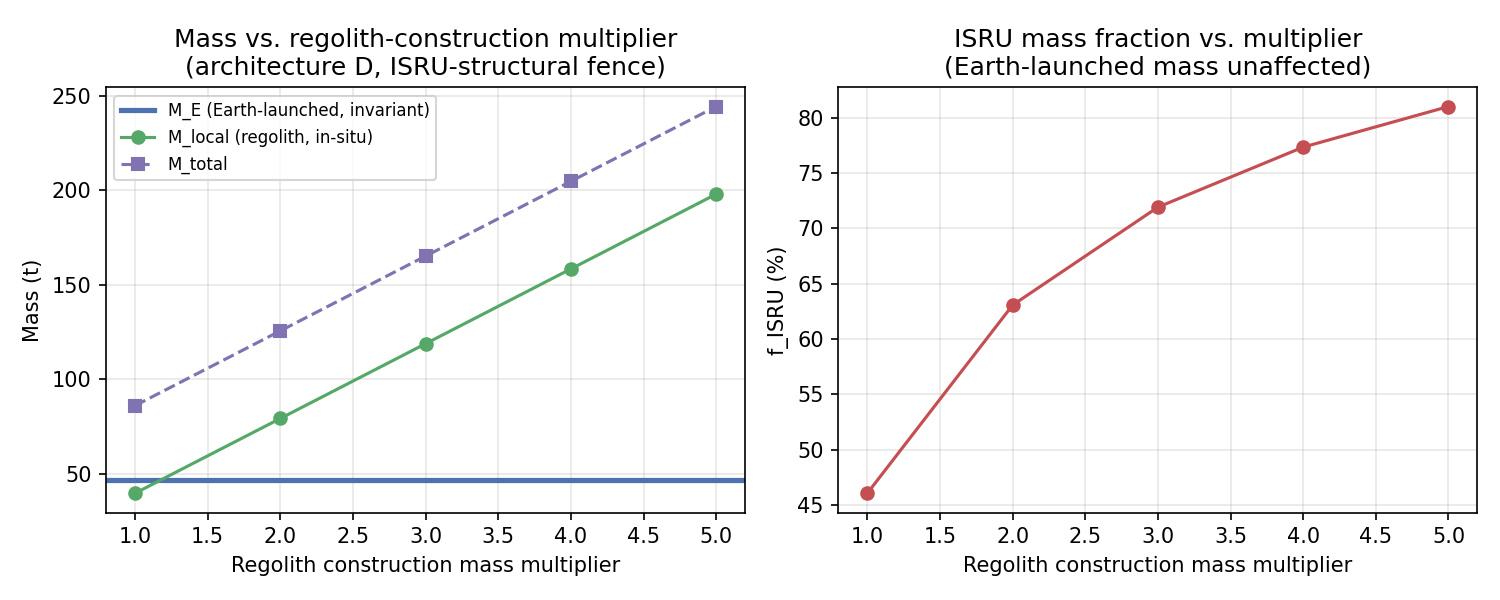 Mass vs. regolith-construction multiplier
(architecture D, ISRU-structural fence)
250
200
150
100
50
Mass (t)
M_E (Earth-launched, invariant)
M_local (regolith, in-situ)
M_total
1.0 1.5 2.0 2.5 3.0 3.5 4.0 4.5 5.0
Regolith construction mass multiplier
ISRU mass fraction vs. multiplier
(Earth-launched mass unaffected)
80
75
70
65
60
55
50
45
f_ISRU (%)
1.0 1.5 2.0 2.5 3.0 3.5 4.0 4.5 5.0
Regolith construction mass multiplier